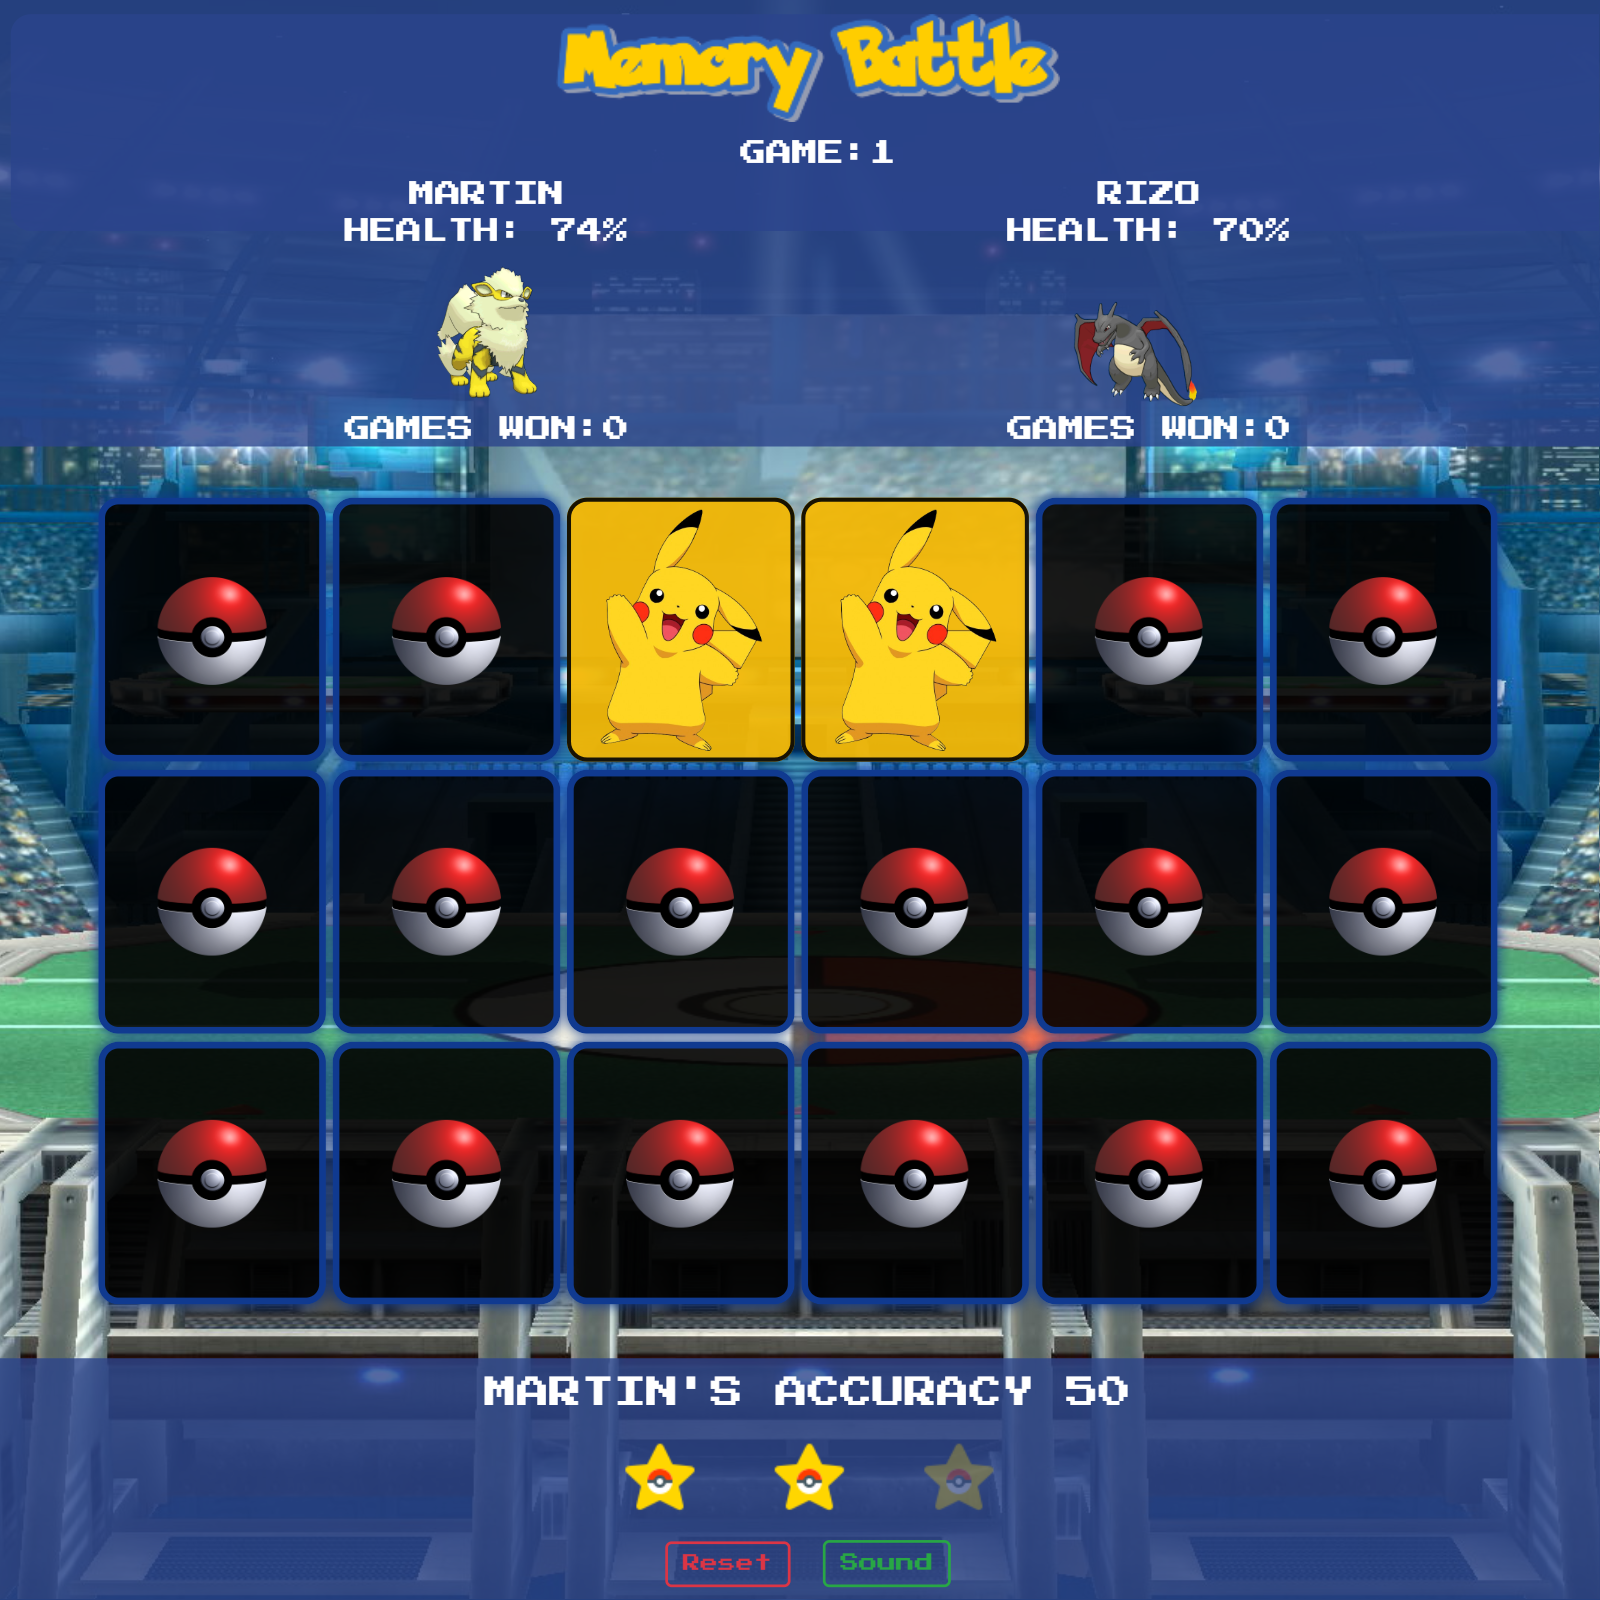 Memory Battle
GAME:1
MARTIN
HEALTH: 74%
GAMES WON:0
RIZO
HEALTH: 70%
GAMES WON:0
MARTIN'S ACCURACY 50
Reset
Sound